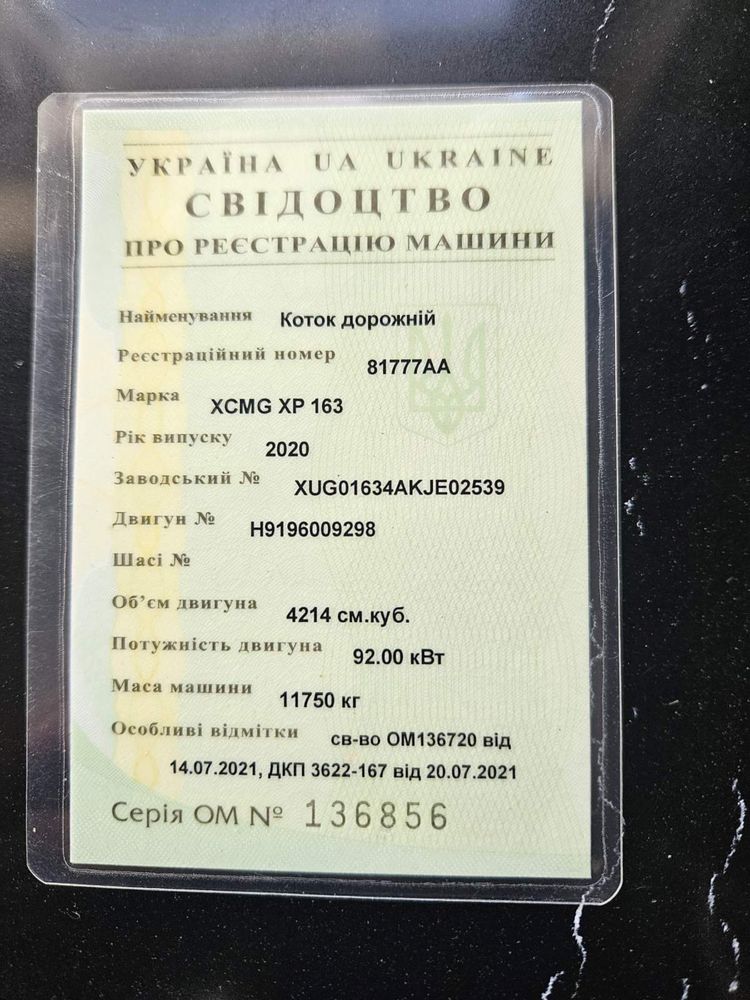 УКРАЇНА UA UKRAINE
СВІДОЦТВО
ПРО РЕЄСТРАЦІЮ МАШИНИ
Найменування Коток дорожній
Реєстраційний номер 81777АА
Марка XCMG XP 163
Рік випуску 2020
Заводський № XUG01634AKJE02539
Двигун № H9196009298
Шасі №
Об’єм двигуна 4214 см.куб.
Потужність двигуна 92.00 кВт
Маса машини 11750 кг
Особливі відмітки св-во ОМ136720 від
14.07.2021, ДКП 3622-167 від 20.07.2021
Серія ОМ № 136856